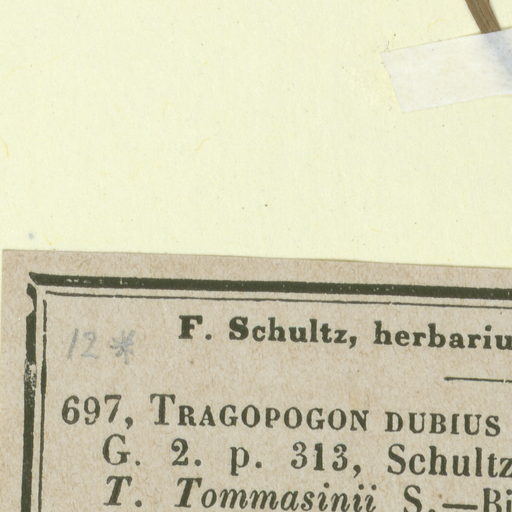 F. Schultz, herbariu
12 *
697, TRAGOPOGON DUBIUS
G. 2. p. 313, Schultz
T. Tommasinii S.—Bi